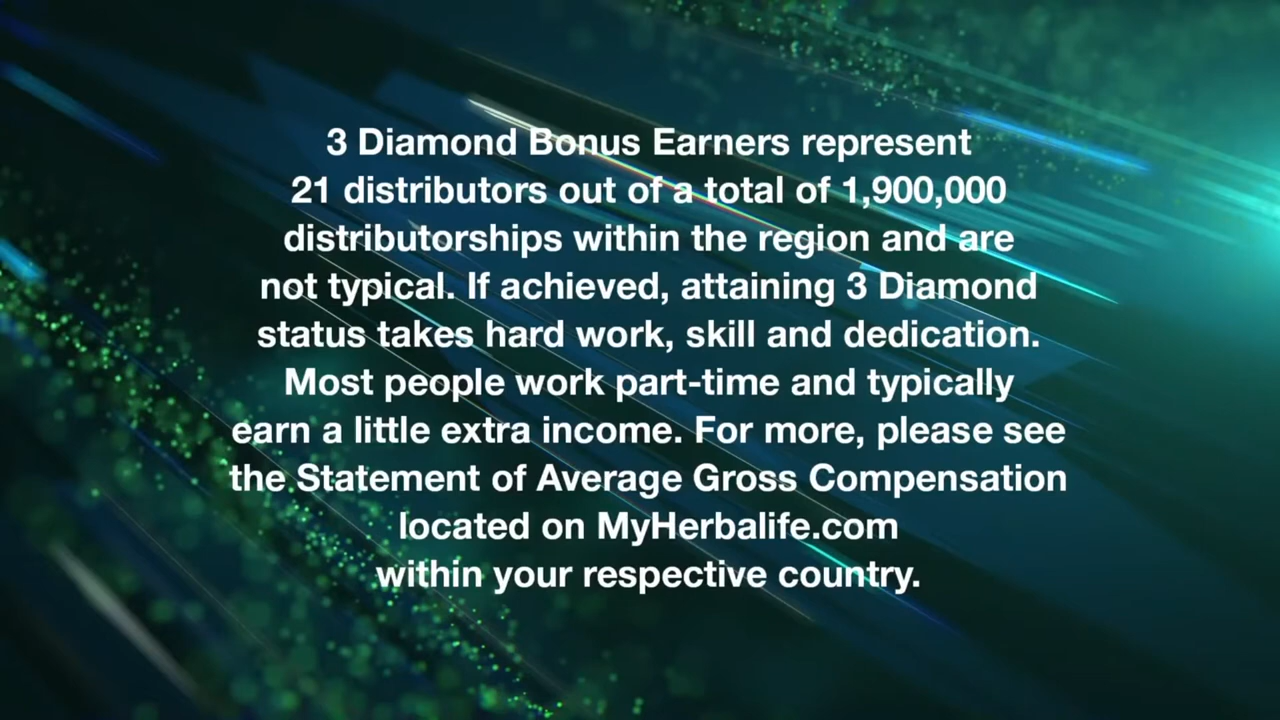 3 Diamond Bonus Earners represent
21 distributors out of a total of 1,900,000
distributorships within the region and are
not typical. If achieved, attaining 3 Diamond
status takes hard work, skill and dedication.
Most people work part-time and typically
earn a little extra income. For more, please see
the Statement of Average Gross Compensation
located on MyHerbalife.com
within your respective country.